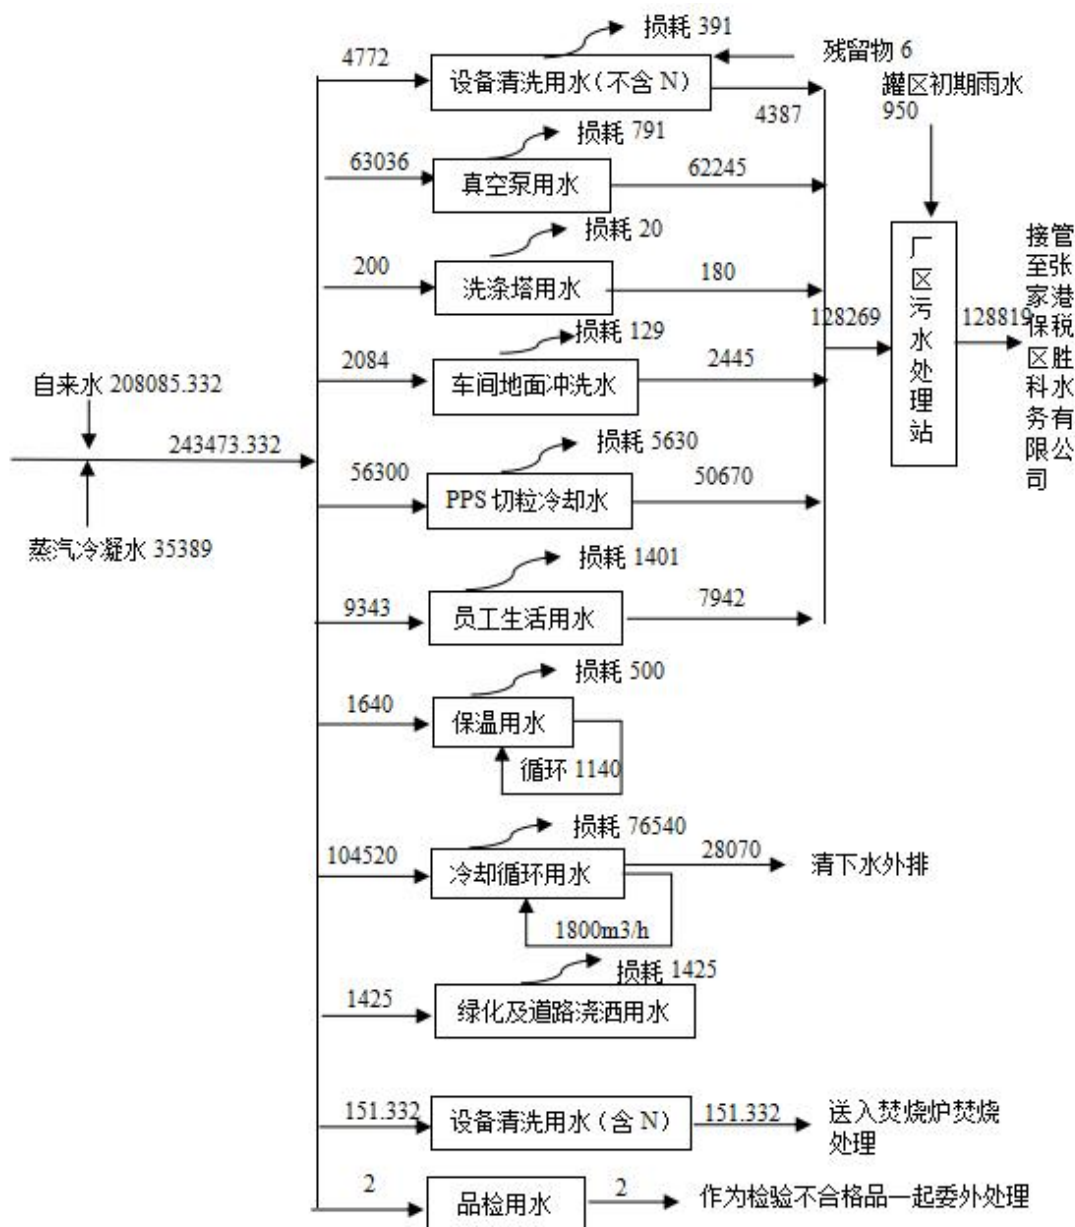 损耗 391
4772
设备清洗用水（不含 N）
残留物 6
4387
罐区初期雨水
950
损耗 791
63036
真空泵用水
62245
损耗 20
200
洗涤塔用水
180
损耗 129
2084
车间地面冲洗水
2445
128269
厂区污水处理站
128819
接管
至张
家港
保税
区胜
科水
务有
限公
司
自来水 208085.332
243473.332
蒸汽冷凝水 35389
损耗 5630
56300
PPS 切粒冷却水
50670
损耗 1401
9343
员工生活用水
7942
损耗 500
1640
保温用水
循环 1140
损耗 76540
104520
冷却循环用水
28070
清下水外排
1800m3/h
损耗 1425
1425
绿化及道路浇洒用水
151.332
设备清洗用水（含 N）
151.332
送入焚烧炉焚烧
处理
2
品检用水
2
作为检验不合格品一起委外处理